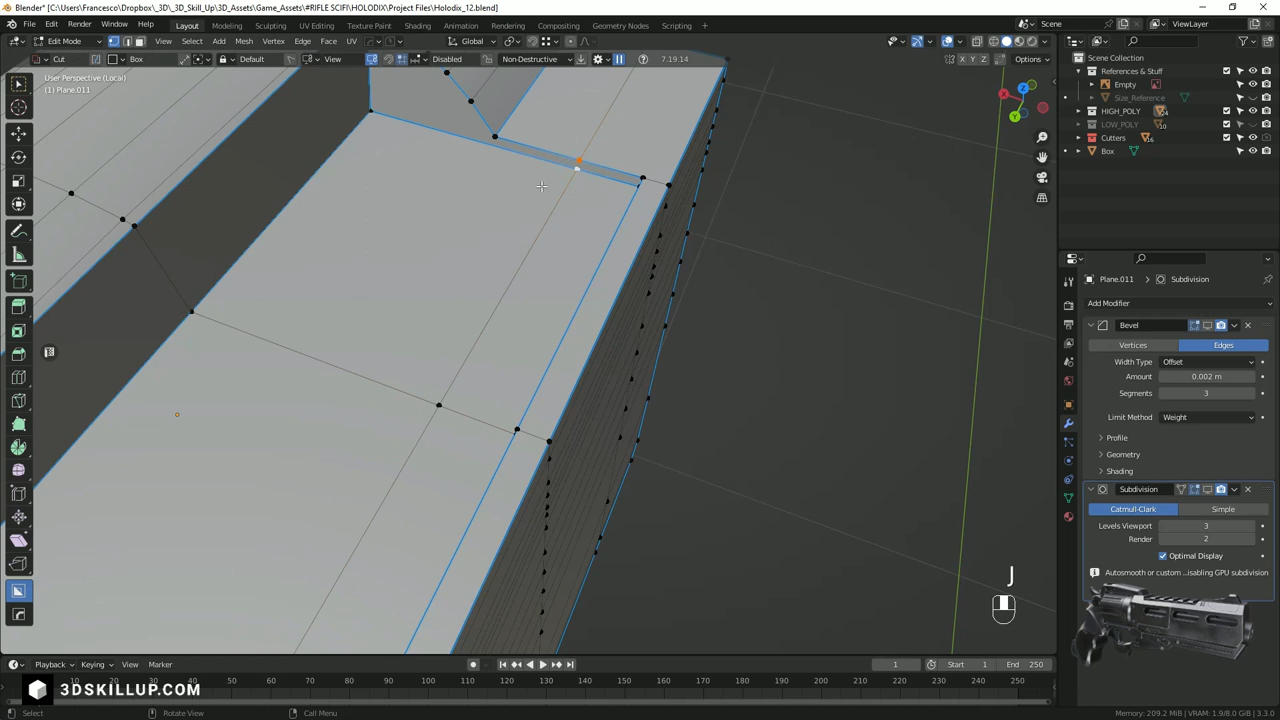 Blender* [C:\Users\Francesco\Dropbox\_3D\_3D_Skill_Up\3D_Assets\Game_Assets\#RIFLE SCIFI\HOLODIX\Project Files\Holodix_12.blend]
File Edit Render Window Help Layout Modeling Sculpting UV Editing Texture Paint Shading Animation Rendering Compositing Geometry Nodes Scripting Scene ViewLayer
Edit Mode View Select Add Mesh Vertex Edge Face UV Global
Cut Box Default View Disabled Non-Destructive 7.19.14 X Y Z Options
User Perspective (Local)
(1) Plane.011
Scene Collection
References & Stuff
Empty
Size_Reference
HIGH_POLY 24
LOW_POLY 10
Cutters 16
Box
X
Z
Y
Plane.011 Subdivision
Add Modifier
Bevel
Vertices Edges
Width Type Offset
Amount 0.002 m
Segments 3
Limit Method Weight
Profile
Geometry
Shading
Subdivision
Catmull-Clark Simple
Levels Viewport 3
Render 2
Optimal Display
Autosmooth or custom ...isabling GPU subdivision
J
Playback Keying View Marker 1 Start 1 End 250
50 60 70 80 90 100 110 120 130 140 150 160 170 180 190 200 210 220 230 240 250
3DSKILLUP.COM
Select Rotate View Call Menu Memory: 209.2 MiB | VRAM: 1.9/8.0 GiB | 3.3.0